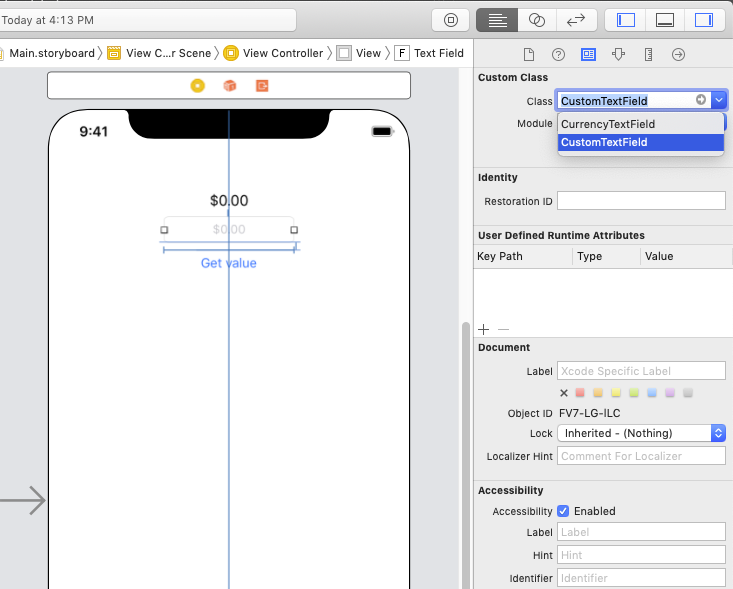 Today at 4:13 PM
Main.storyboard
View C...r Scene
View Controller
View
F
Text Field
9:41
$0.00
$0.00
Get value
Custom Class
Class
CustomTextField
Module
CurrencyTextField
CustomTextField
Identity
Restoration ID
User Defined Runtime Attributes
Key Path
Type
Value
Document
Label
Xcode Specific Label
Object ID
FV7-LG-ILC
Lock
Inherited - (Nothing)
Localizer Hint
Comment For Localizer
Accessibility
Accessibility
Enabled
Label
Label
Hint
Hint
Identifier
Identifier